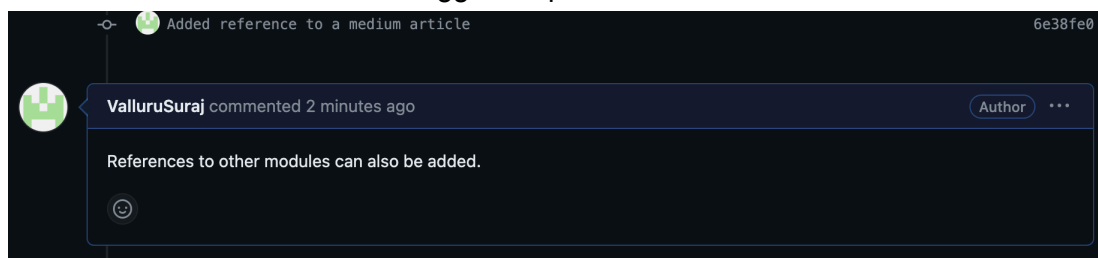 Added reference to a medium article 6e38fe0
ValluruSuraj commented 2 minutes ago Author
References to other modules can also be added.